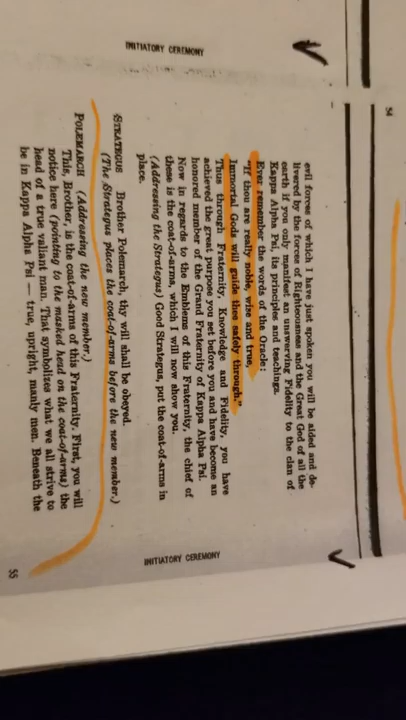 54
INITIATORY CEREMONY
evil forces of which I have just spoken you will be aided and de-
livered by the forces of Righteousness and the Great God of all the
earth if you only manifest an unswerving Fidelity to the clan of
Kappa Alpha Psi, its principles and teachings.
Ever remember the words of the Oracle:
"If thou are really noble, wise and true,
Immortal Gods will guide thee safely through."
Thus through Fraternity, Knowledge and Fidelity, you have
achieved the great purpose you set before you and have become an
honored member of the Grand Fraternity of Kappa Alpha Psi.
Now in regards to the Emblems of this Fraternity, the chief of
these is the coat-of-arms, which I will now show you.
(Addressing the Strategus) Good Strategus, put the coat-of-arms in
place.
STRATEGUS Brother Polemarch, thy will shall be obeyed.
(The Strategus places the coat-of-arms before the new member.)
POLEMARCH (Addressing the new member.)
This, Brother, is the coat-of-arms of this Fraternity. First, you will
notice here (pointing to the masked head on the coat-of-arms) the
head of a true valiant man. That symbolizes what we all strive to
be in Kappa Alpha Psi — true, upright, manly men. Beneath the
INITIATORY CEREMONY
55